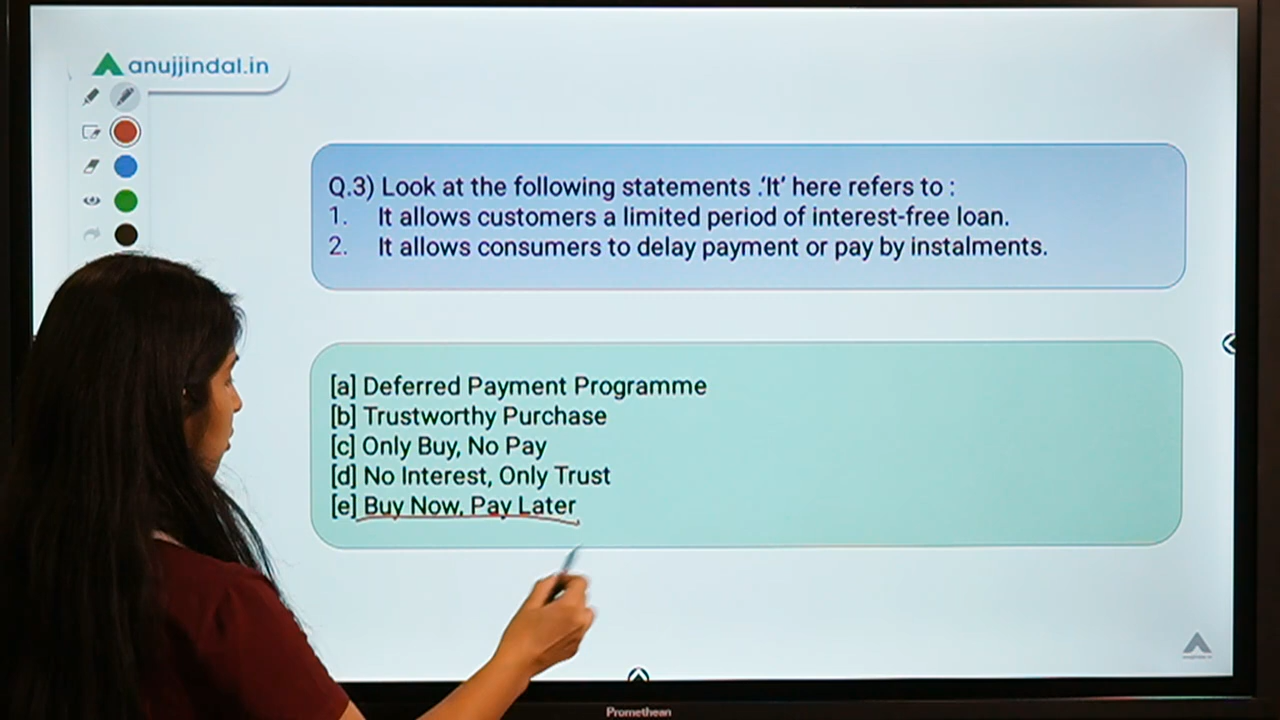 anujjindal.in
Q.3) Look at the following statements .‘It’ here refers to :
1. It allows customers a limited period of interest-free loan.
2. It allows consumers to delay payment or pay by instalments.
[a] Deferred Payment Programme
[b] Trustworthy Purchase
[c] Only Buy, No Pay
[d] No Interest, Only Trust
[e] Buy Now, Pay Later
Promethean